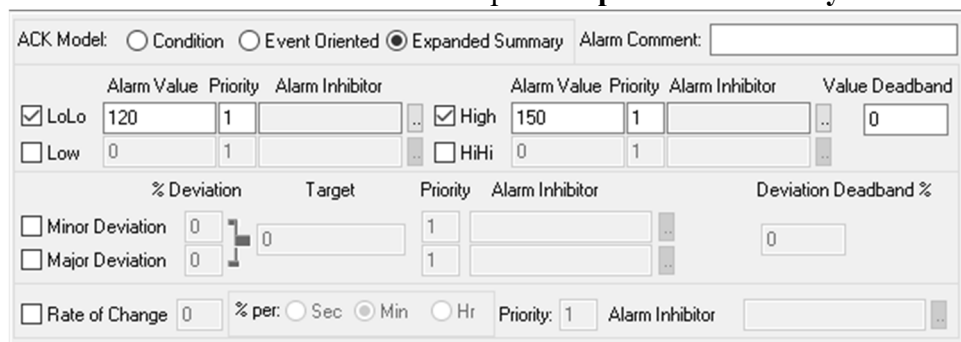 ACK Model: Condition Event Oriented Expanded Summary Alarm Comment:
Alarm Value Priority Alarm Inhibitor Alarm Value Priority Alarm Inhibitor Value Deadband
LoLo 120 1 .. High 150 1 .. 0
Low 0 1 .. HiHi 0 1 ..
% Deviation Target Priority Alarm Inhibitor Deviation Deadband %
Minor Deviation 0 0 1 .. 0
Major Deviation 0 1 ..
Rate of Change 0 % per: Sec Min Hr Priority: 1 Alarm Inhibitor ..